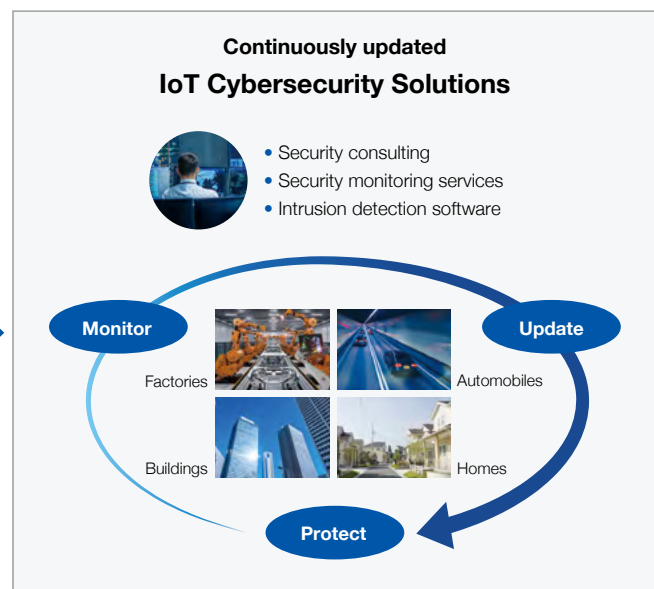 Continuously updated
IoT Cybersecurity Solutions
• Security consulting
• Security monitoring services
• Intrusion detection software
Monitor
Update
Factories
Automobiles
Buildings
Homes
Protect